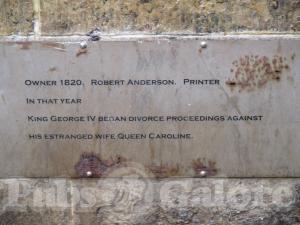 Owner 1820. Robert Anderson. Printer
In that year
King George IV began divorce proceedings against
his estranged wife Queen Caroline.
Pubs Galore